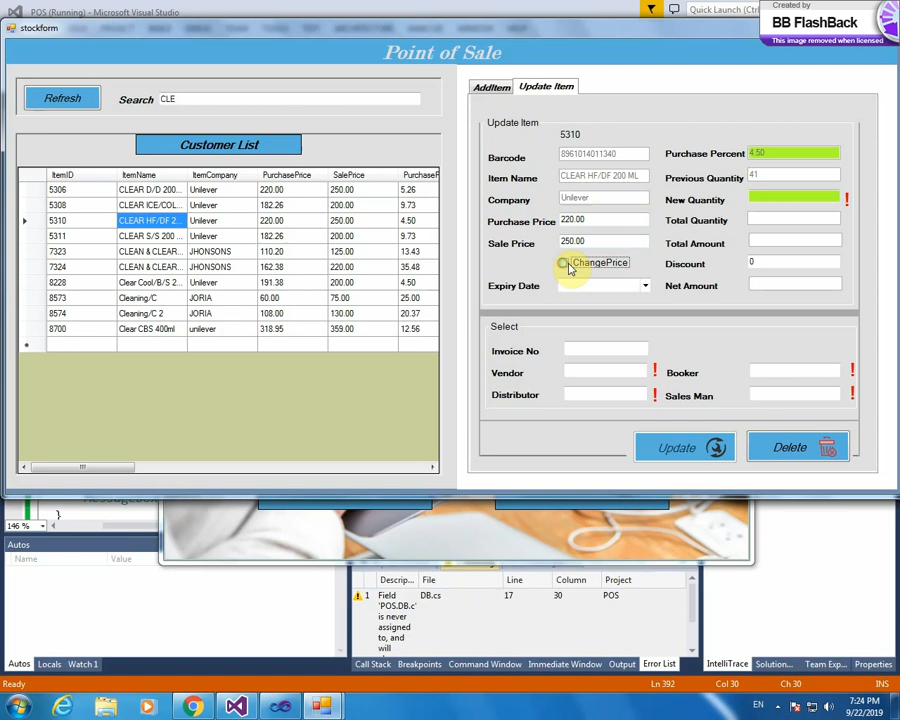 POS (Running) - Microsoft Visual Studio
Quick Launch (Ctrl
Created by
BB FlashBack
This image removed when licensed
stockform
Point of Sale
Refresh
Search
CLE
Customer List
ItemID ItemName ItemCompany PurchasePrice SalePrice PurchaseP
5306 CLEAR D/D 200... Unilever 220.00 250.00 5.26
5308 CLEAR ICE/COL... Unilever 182.26 200.00 9.73
5310 CLEAR HF/DF 2... Unilever 220.00 250.00 4.50
5311 CLEAR S/S 200 ... Unilever 182.26 200.00 9.73
7323 CLEAN & CLEAR... JHONSONS 110.20 125.00 13.43
7324 CLEAN & CLEAR... JHONSONS 162.38 220.00 35.48
8228 Clear Cool/B/S 2... Unilever 191.38 200.00 4.50
8573 Cleaning/C JORIA 60.00 75.00 25.00
8574 Cleaning/C 2 JORIA 108.00 130.00 20.37
8700 Clear CBS 400ml unilever 318.95 359.00 12.56
AddItem Update Item
Update Item
5310
Barcode 8961014011340 Purchase Percent 4.50
Item Name CLEAR HF/DF 200 ML Previous Quantity 41
Company Unilever New Quantity
Purchase Price 220.00 Total Quantity
Sale Price 250.00 Total Amount
ChangePrice Discount 0
Expiry Date Net Amount
Select
Invoice No
Vendor Booker
Distributor Sales Man
Update
Delete
}
146 %
Autos
Name Value
Descrip... File Line Column Project
1 Field 'POS.DB.c' is never assigned to, and will DB.cs 17 30 POS
Autos Locals Watch 1
Call Stack Breakpoints Command Window Immediate Window Output Error List
IntelliTrace Solution... Team Exp... Properties
Ready
Ln 392 Col 30 Ch 30 INS
EN
7:24 PM
9/22/2019